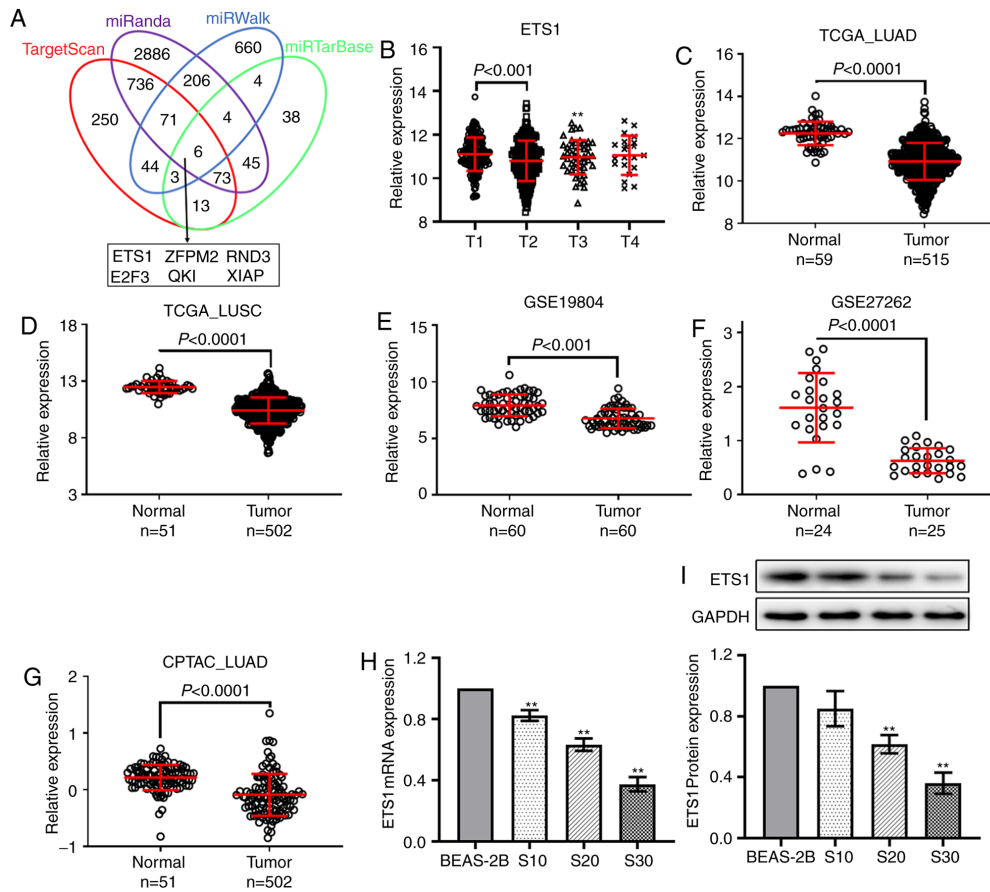 A
miRanda
miRWalk
TargetScan
miRTarBase
2886
660
736
206
4
250
71
4
38
6
44
3
73
45
13
ETS1 ZFPM2 RND3
E2F3 QKI XIAP
B
ETS1
P<0.001
**
Relative expression
16
14
12
10
8
T1 T2 T3 T4
C
TCGA_LUAD
P<0.0001
Relative expression
16
14
12
10
8
Normal Tumor
n=59 n=515
D
TCGA_LUSC
P<0.0001
Relative expression
18
13
8
3
Normal Tumor
n=51 n=502
E
GSE19804
P<0.001
Relative expression
15
10
5
0
Normal Tumor
n=60 n=60
F
GSE27262
P<0.0001
Relative expression
3
2
1
0
Normal Tumor
n=24 n=25
G
CPTAC_LUAD
P<0.0001
Relative expression
2
1
0
−1
Normal Tumor
n=51 n=502
H
ETS1 mRNA expression
1.2
0.8
0.4
0.0
**
**
**
BEAS-2B S10 S20 S30
I
ETS1
GAPDH
ETS1 Protein expression
1.2
0.8
0.4
0.0
**
**
BEAS-2B S10 S20 S30